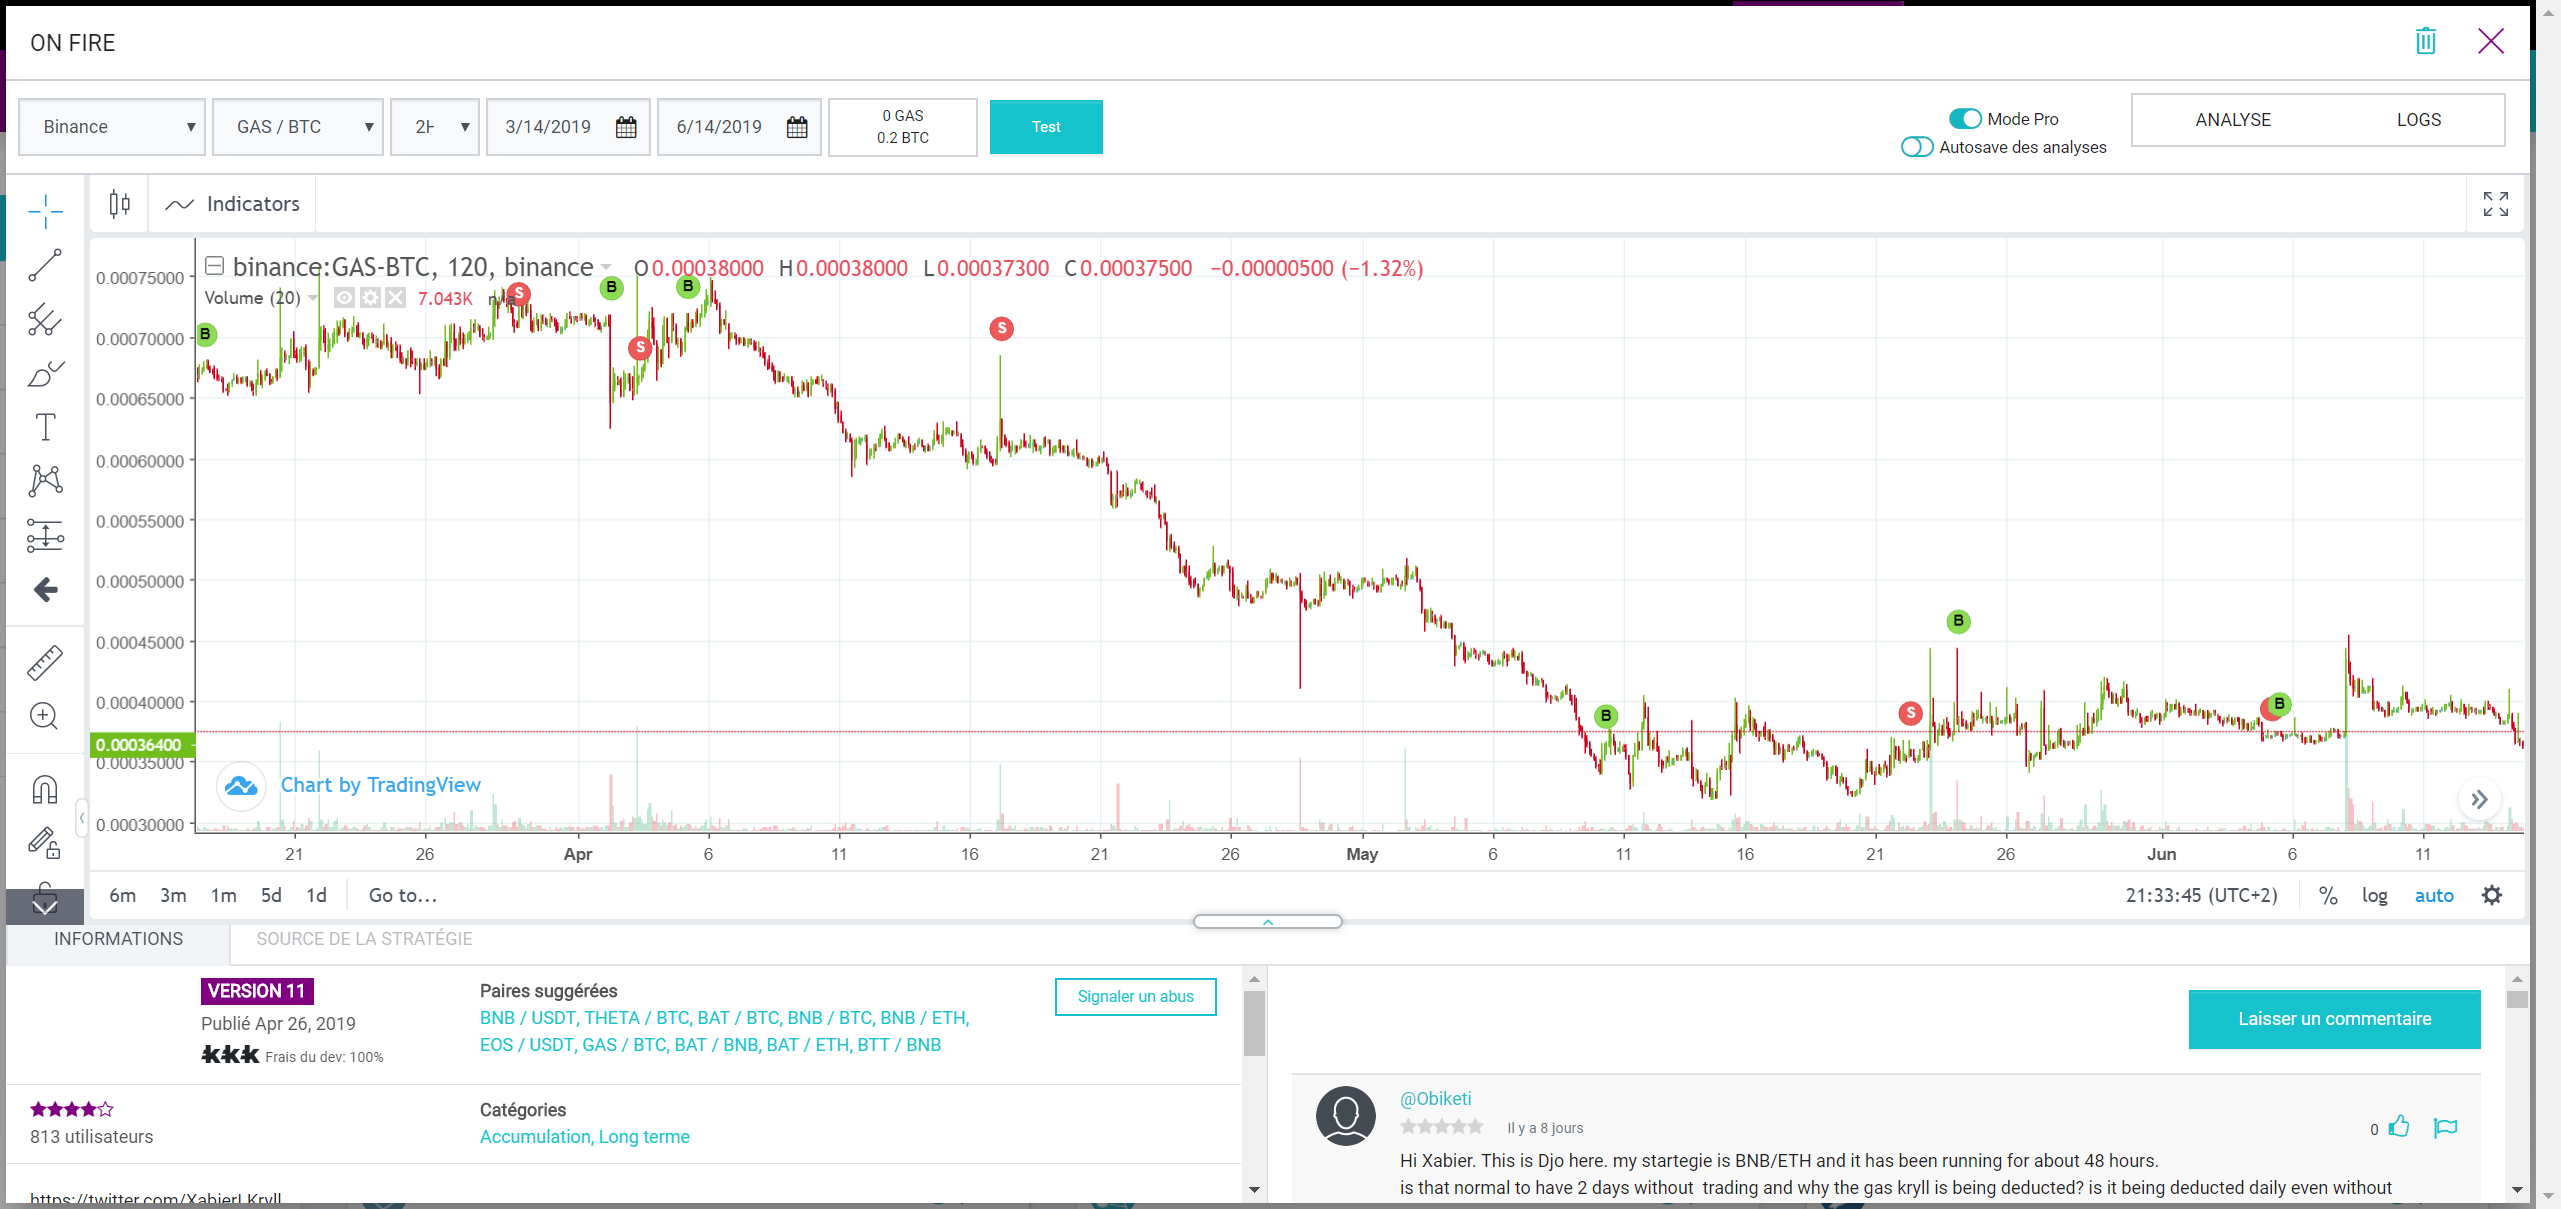 ON FIRE
Binance
GAS / BTC
3/14/2019
6/14/2019
0 GAS
0.2 BTC
Test
Mode Pro
Autosave des analyses
ANALYSE
LOGS
Indicators
binance:GAS-BTC, 120, binance
O0.00038000 H0.00038000 L0.00037300 C0.00037500 −0.00000500 (−1.32%)
Volume (20)
7.043K
n/a
B
S
B
S
B
S
B
S
B
B
0.00075000
0.00070000
0.00065000
0.00060000
0.00055000
0.00050000
0.00045000
0.00040000
0.00036400
0.00035000
0.00030000
Chart by TradingView
21 26 Apr 6 11 16 21 26 May 6 11 16 21 26 Jun 6 11
6m 3m 1m 5d 1d Go to...
21:33:45 (UTC+2) % log auto
INFORMATIONS
SOURCE DE LA STRATÉGIE
VERSION 11
Publié Apr 26, 2019
kkk Frais du dev: 100%
Paires suggérées
BNB / USDT, THETA / BTC, BAT / BTC, BNB / BTC, BNB / ETH,
EOS / USDT, GAS / BTC, BAT / BNB, BAT / ETH, BTT / BNB
Signaler un abus
813 utilisateurs
Catégories
Accumulation, Long terme
https://twitter.com/XabierLKryll
Laisser un commentaire
@Obiketi
Il y a 8 jours
0
Hi Xabier. This is Djo here. my startegie is BNB/ETH and it has been running for about 48 hours.
is that normal to have 2 days without trading and why the gas kryll is being deducted? is it being deducted daily even without